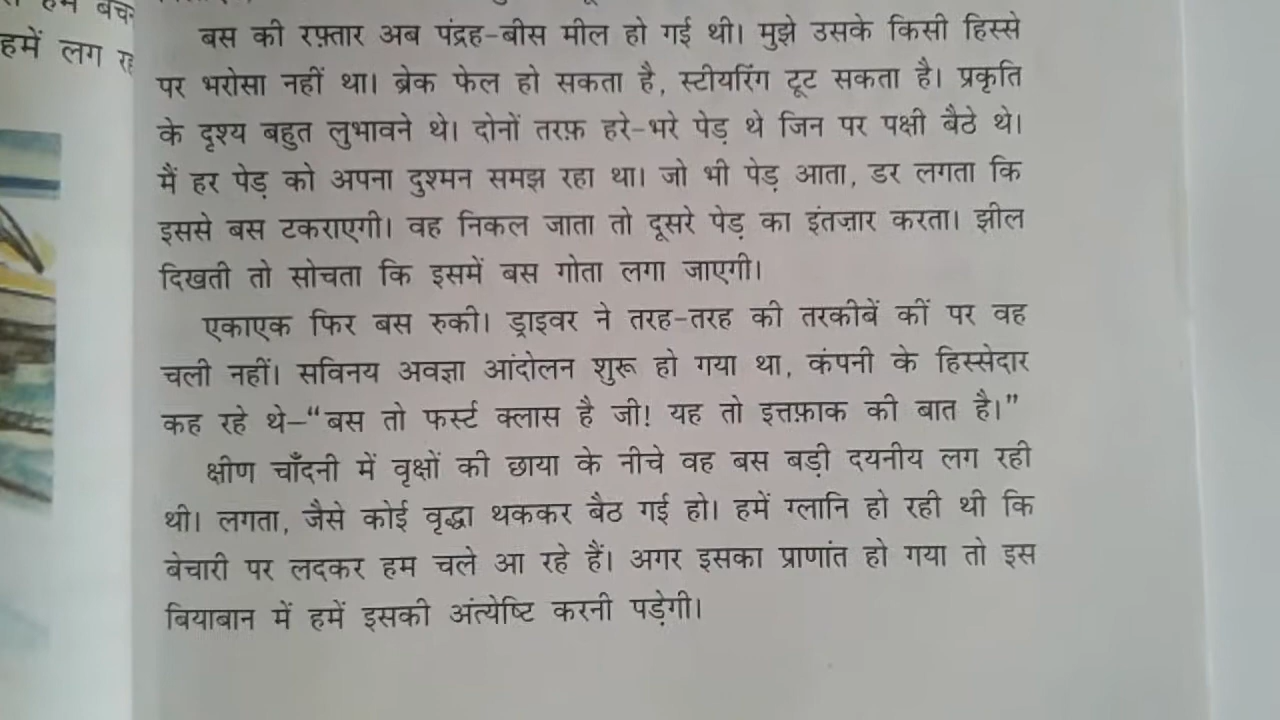 हमें लग
बस की रफ़्तार अब पंद्रह-बीस मील हो गई थी। मुझे उसके किसी हिस्से
पर भरोसा नहीं था। ब्रेक फेल हो सकता है, स्टीयरिंग टूट सकता है। प्रकृति
के दृश्य बहुत लुभावने थे। दोनों तरफ़ हरे-भरे पेड़ थे जिन पर पक्षी बैठे थे।
मैं हर पेड़ को अपना दुश्मन समझ रहा था। जो भी पेड़ आता, डर लगता कि
इससे बस टकराएगी। वह निकल जाता तो दूसरे पेड़ का इंतज़ार करता। झील
दिखती तो सोचता कि इसमें बस गोता लगा जाएगी।
एकाएक फिर बस रुकी। ड्राइवर ने तरह-तरह की तरकीबें कीं पर वह
चली नहीं। सविनय अवज्ञा आंदोलन शुरू हो गया था, कंपनी के हिस्सेदार
कह रहे थे—“बस तो फर्स्ट क्लास है जी! यह तो इत्तफ़ाक की बात है।”
क्षीण चाँदनी में वृक्षों की छाया के नीचे वह बस बड़ी दयनीय लग रही
थी। लगता, जैसे कोई वृद्धा थककर बैठ गई हो। हमें ग्लानि हो रही थी कि
बेचारी पर लदकर हम चले आ रहे हैं। अगर इसका प्राणांत हो गया तो इस
बियाबान में हमें इसकी अंत्येष्टि करनी पड़ेगी।